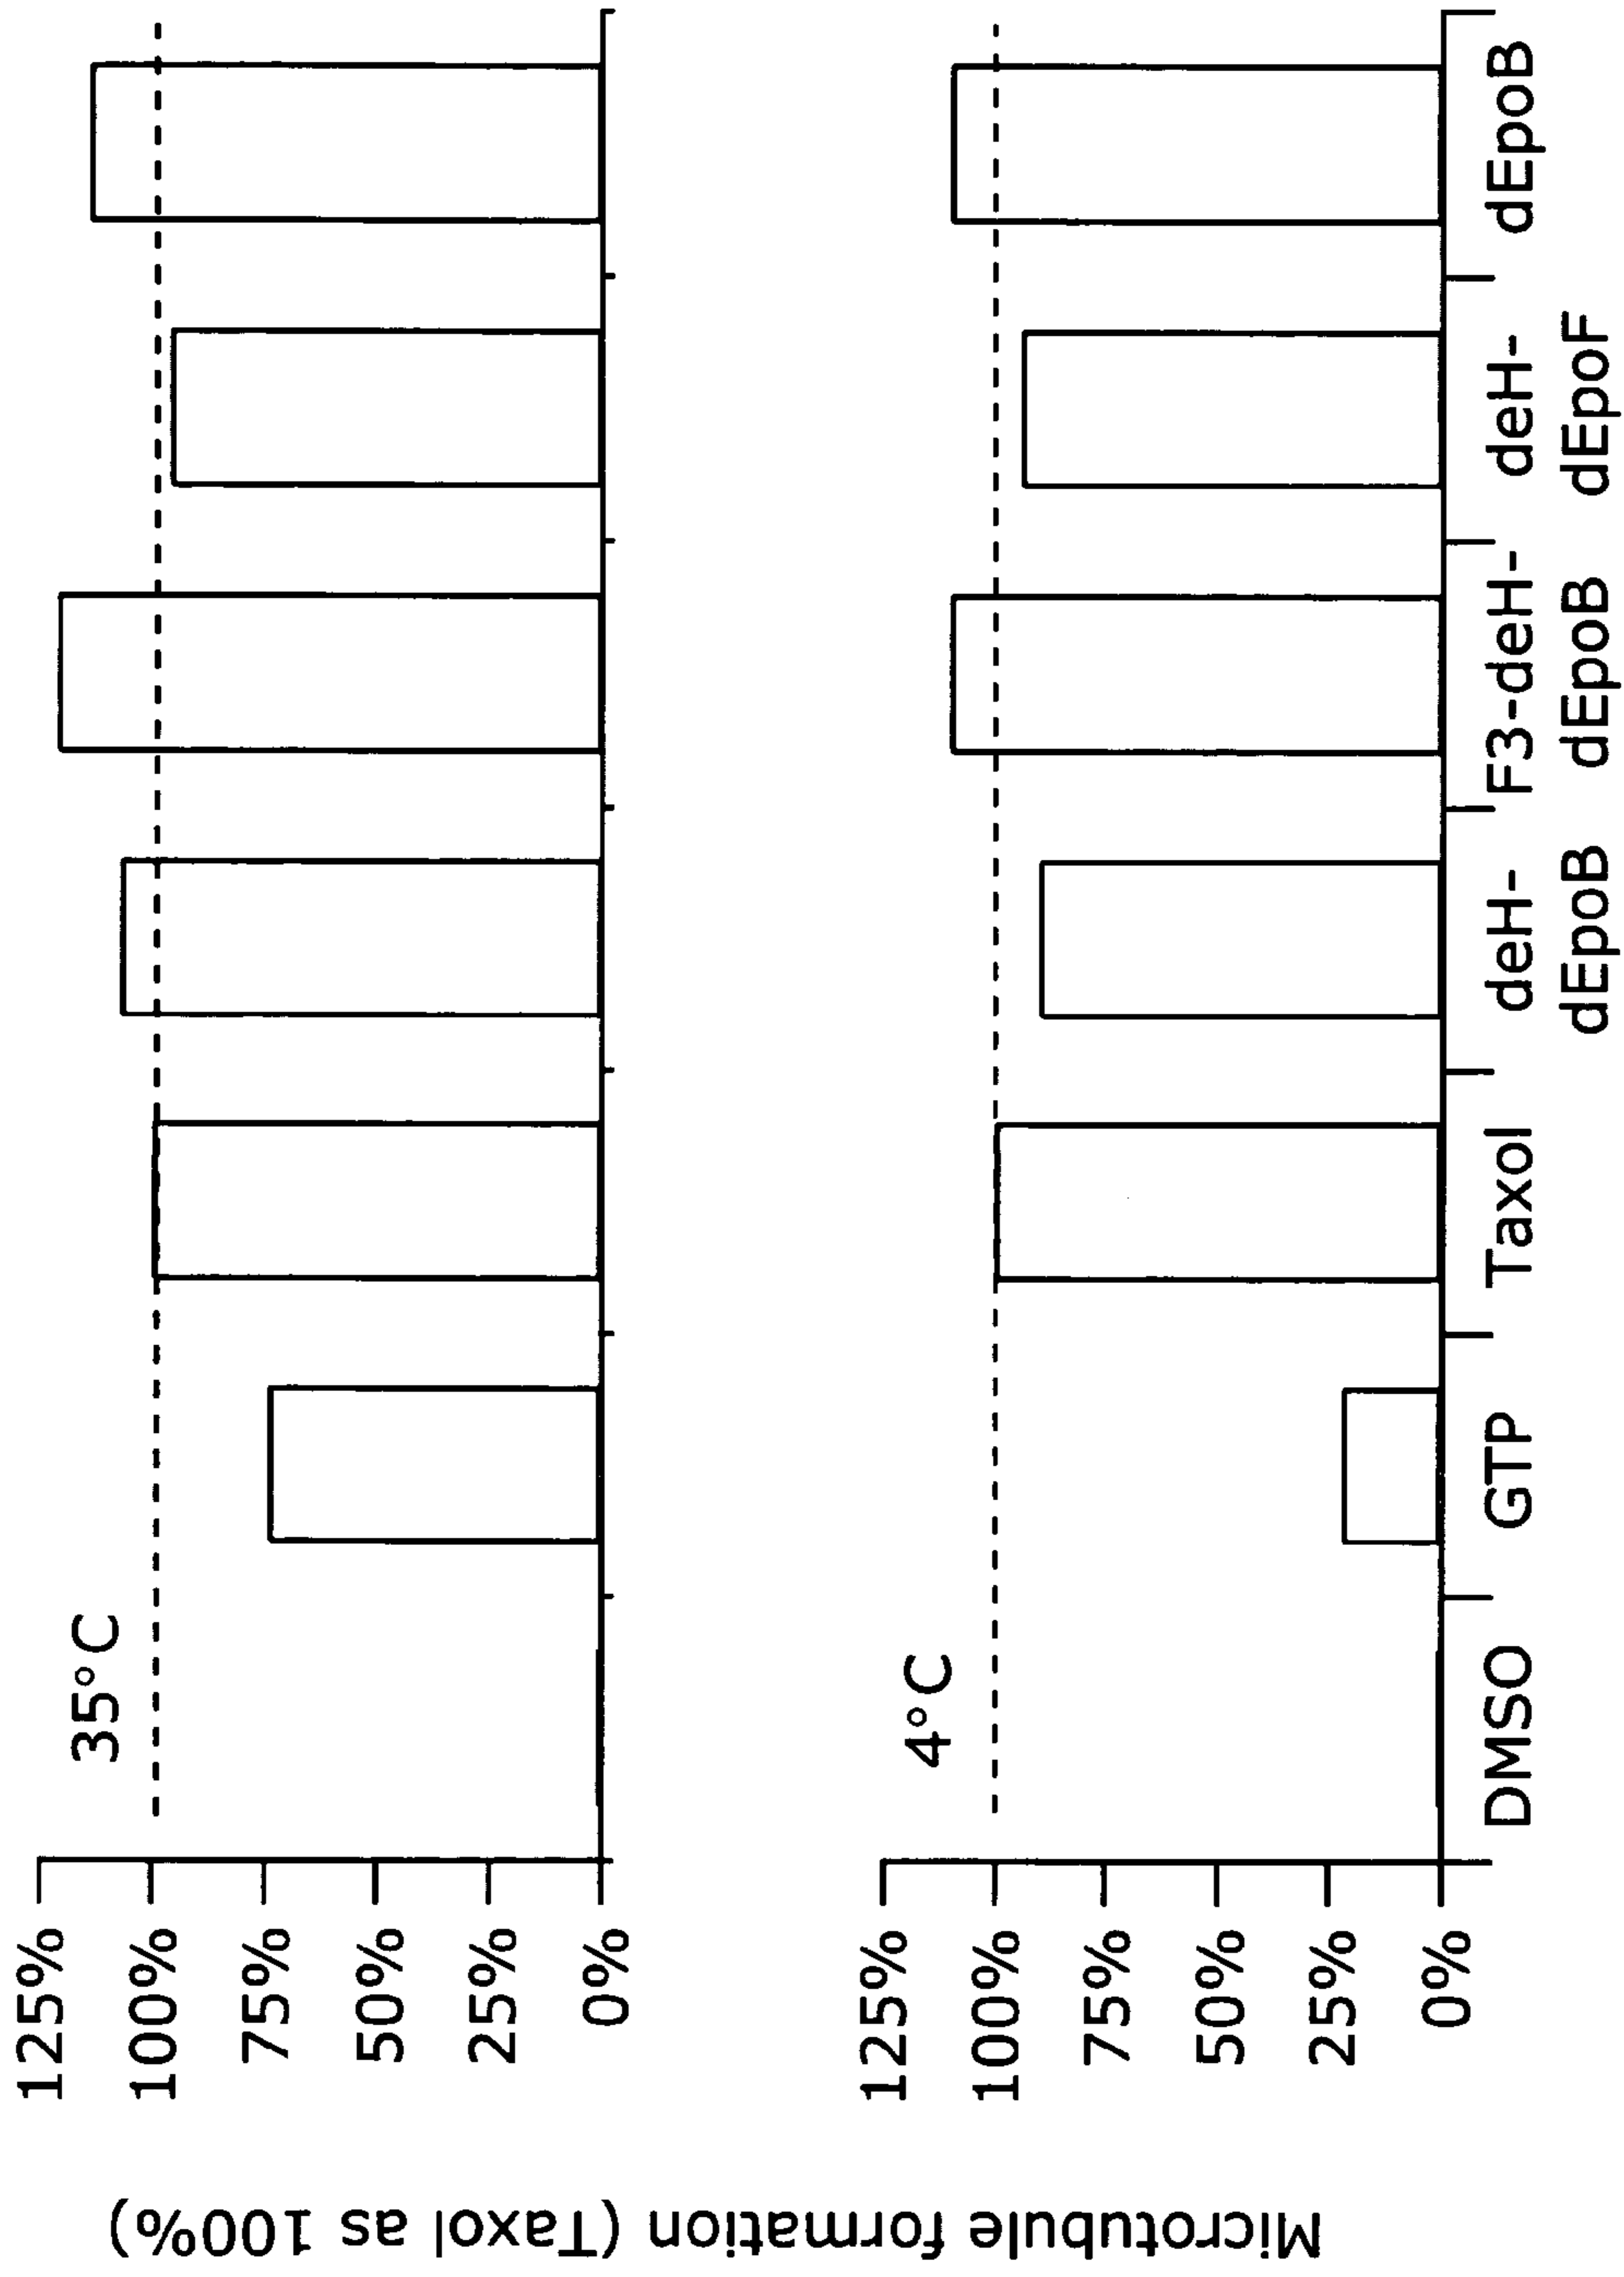 Microtubule formation (Taxol as 100%)
35°C
125%
100%
75%
50%
25%
0%
4°C
125%
100%
75%
50%
25%
0%
DMSO
GTP
Taxol
deH-
dEpoB
F3-deH-
dEpoB
deH-
dEpoF
dEpoB